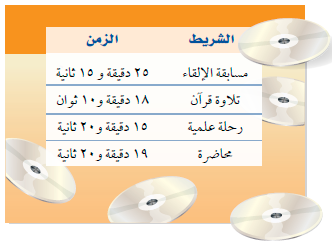 الشريط الزمن
مسابقة الإلقاء ٢٥ دقيقة و ١٥ ثانية
تلاوة قرآن ١٨ دقيقة و ١٠ ثوان
رحلة علمية ١٥ دقيقة و ٢٠ ثانية
محاضرة ١٩ دقيقة و ٢٠ ثانية